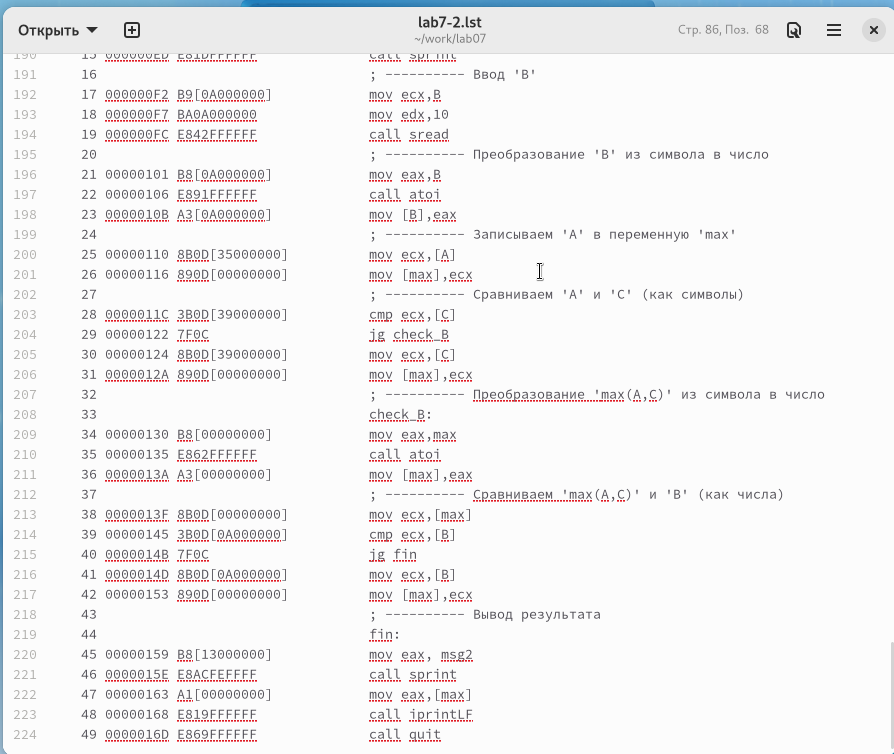 Открыть
lab7-2.lst
~/work/lab07
Стр. 86, Поз. 68
190 15 000000ED E81DFFFFFF call sprint
191 16 ; ---------- Ввод 'B'
192 17 000000F2 B9[0A000000] mov ecx,B
193 18 000000F7 BA0A000000 mov edx,10
194 19 000000FC E842FFFFFF call sread
195 20 ; ---------- Преобразование 'B' из символа в число
196 21 00000101 B8[0A000000] mov eax,B
197 22 00000106 E891FFFFFF call atoi
198 23 0000010B A3[0A000000] mov [B],eax
199 24 ; ---------- Записываем 'A' в переменную 'max'
200 25 00000110 8B0D[35000000] mov ecx,[A]
201 26 00000116 890D[00000000] mov [max],ecx
202 27 ; ---------- Сравниваем 'A' и 'С' (как символы)
203 28 0000011C 3B0D[39000000] cmp ecx,[C]
204 29 00000122 7F0C jg check_B
205 30 00000124 8B0D[39000000] mov ecx,[C]
206 31 0000012A 890D[00000000] mov [max],ecx
207 32 ; ---------- Преобразование 'max(A,C)' из символа в число
208 33 check_B:
209 34 00000130 B8[00000000] mov eax,max
210 35 00000135 E862FFFFFF call atoi
211 36 0000013A A3[00000000] mov [max],eax
212 37 ; ---------- Сравниваем 'max(A,C)' и 'B' (как числа)
213 38 0000013F 8B0D[00000000] mov ecx,[max]
214 39 00000145 3B0D[0A000000] cmp ecx,[B]
215 40 0000014B 7F0C jg fin
216 41 0000014D 8B0D[0A000000] mov ecx,[B]
217 42 00000153 890D[00000000] mov [max],ecx
218 43 ; ---------- Вывод результата
219 44 fin:
220 45 00000159 B8[13000000] mov eax, msg2
221 46 0000015E E8ACFEFFFF call sprint
222 47 00000163 A1[00000000] mov eax,[max]
223 48 00000168 E819FFFFFF call iprintLF
224 49 0000016D E869FFFFFF call quit